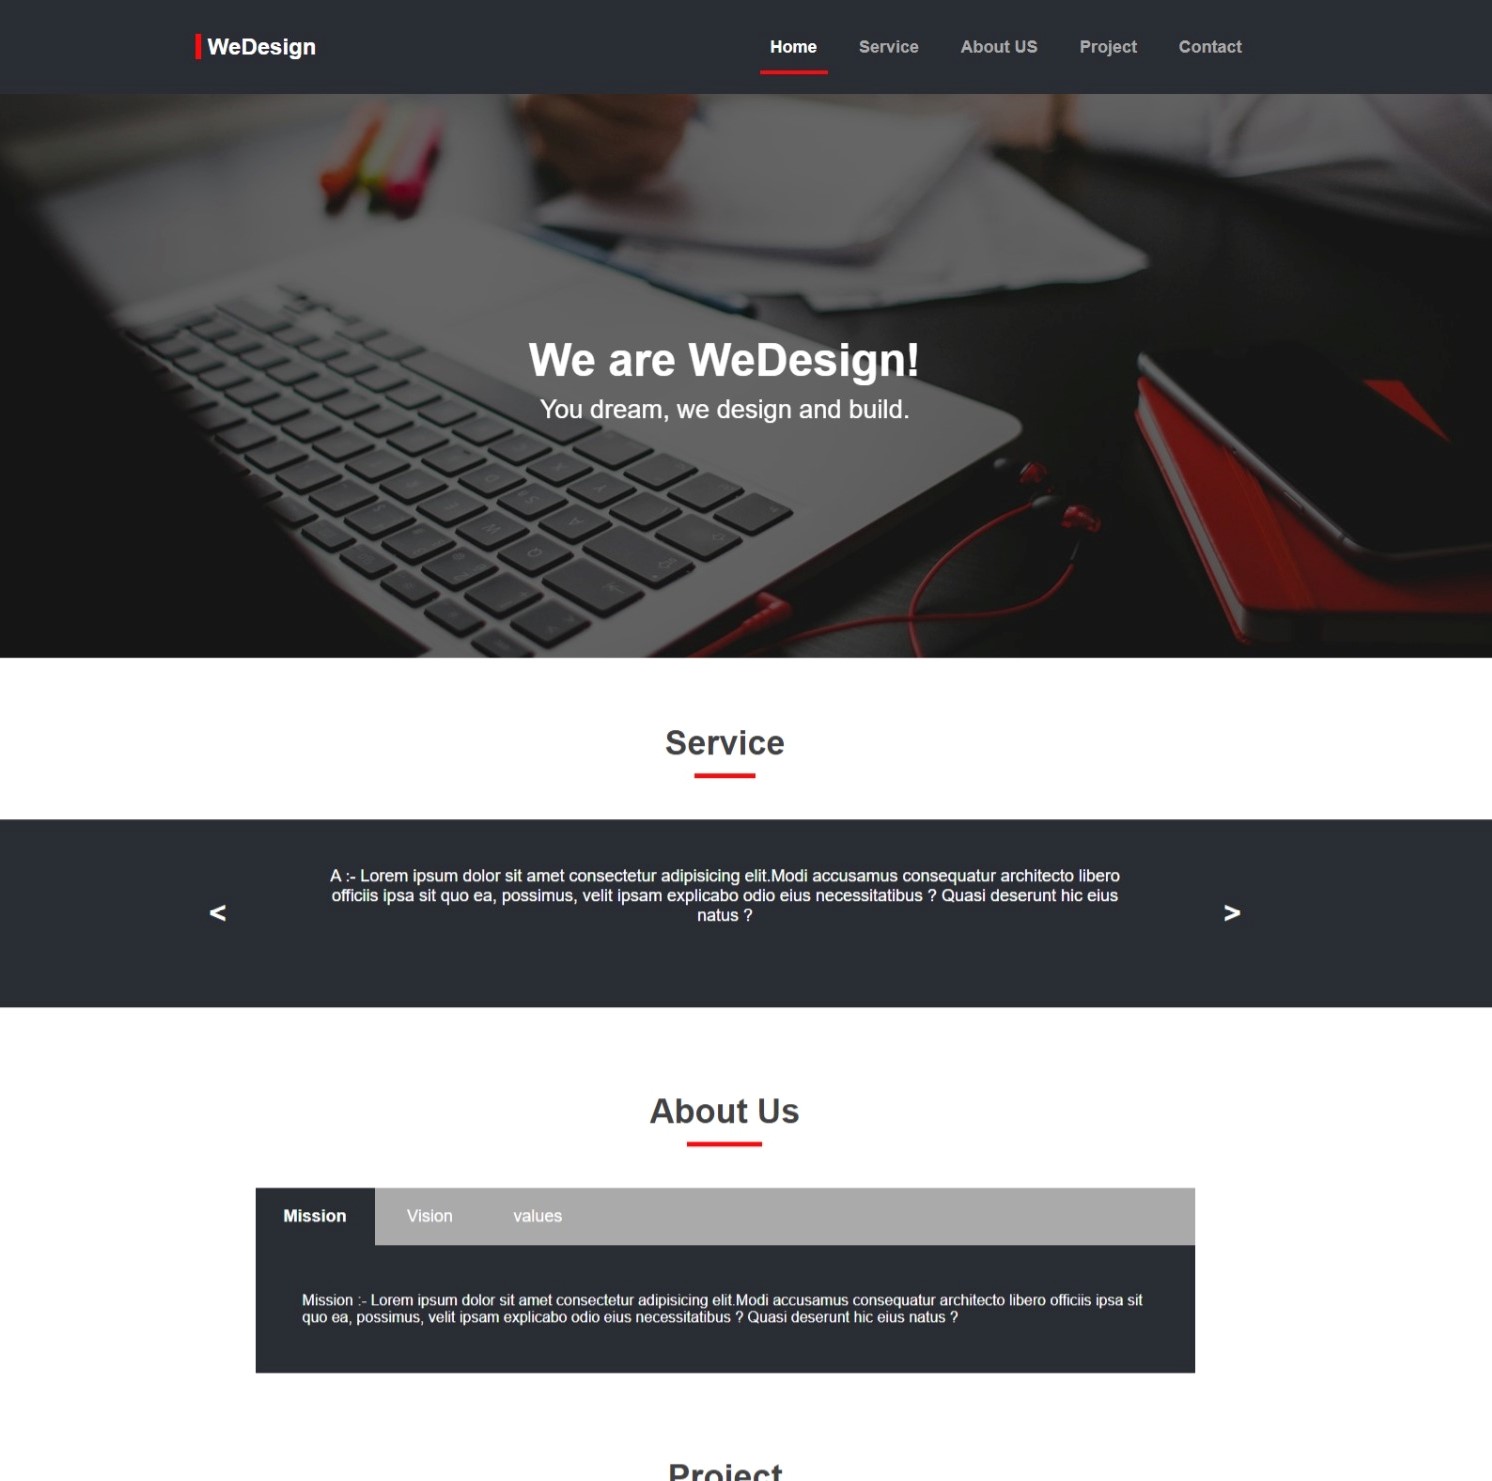 WeDesign
Home Service About US Project Contact
We are WeDesign!
You dream, we design and build.
Service
A :- Lorem ipsum dolor sit amet consectetur adipisicing elit.Modi accusamus consequatur architecto libero
officiis ipsa sit quo ea, possimus, velit ipsam explicabo odio eius necessitatibus ? Quasi deserunt hic eius
natus ?
< >
About Us
Mission Vision values
Mission :- Lorem ipsum dolor sit amet consectetur adipisicing elit.Modi accusamus consequatur architecto libero officiis ipsa sit
quo ea, possimus, velit ipsam explicabo odio eius necessitatibus ? Quasi deserunt hic eius natus ?
Project